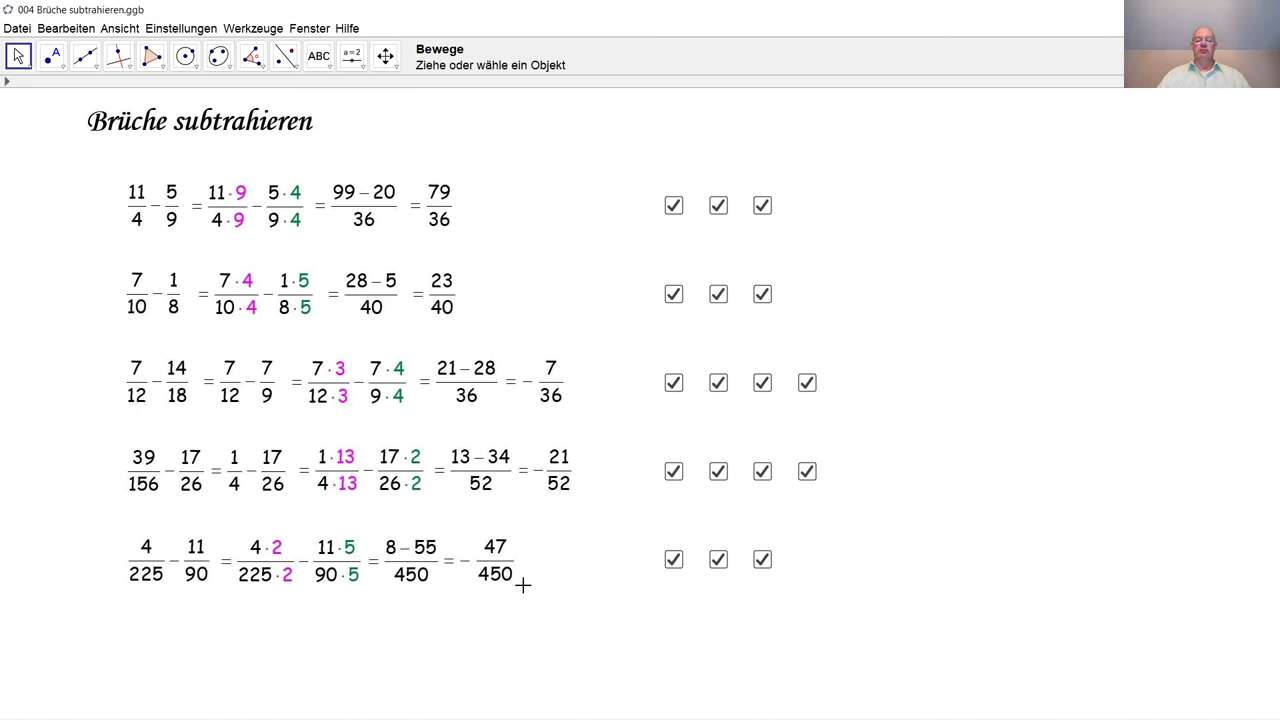 004 Brüche subtrahieren.ggb
Datei Bearbeiten Ansicht Einstellungen Werkzeuge Fenster Hilfe
A ABC a=2 Bewege
Ziehe oder wähle ein Objekt
Brüche subtrahieren
11/4 − 5/9 = 11·9/4·9 − 5·4/9·4 = 99−20/36 = 79/36
7/10 − 1/8 = 7·4/10·4 − 1·5/8·5 = 28−5/40 = 23/40
7/12 − 14/18 = 7/12 − 7/9 = 7·3/12·3 − 7·4/9·4 = 21−28/36 = −7/36
39/156 − 17/26 = 1/4 − 17/26 = 1·13/4·13 − 17·2/26·2 = 13−34/52 = −21/52
4/225 − 11/90 = 4·2/225·2 − 11·5/90·5 = 8−55/450 = −47/450